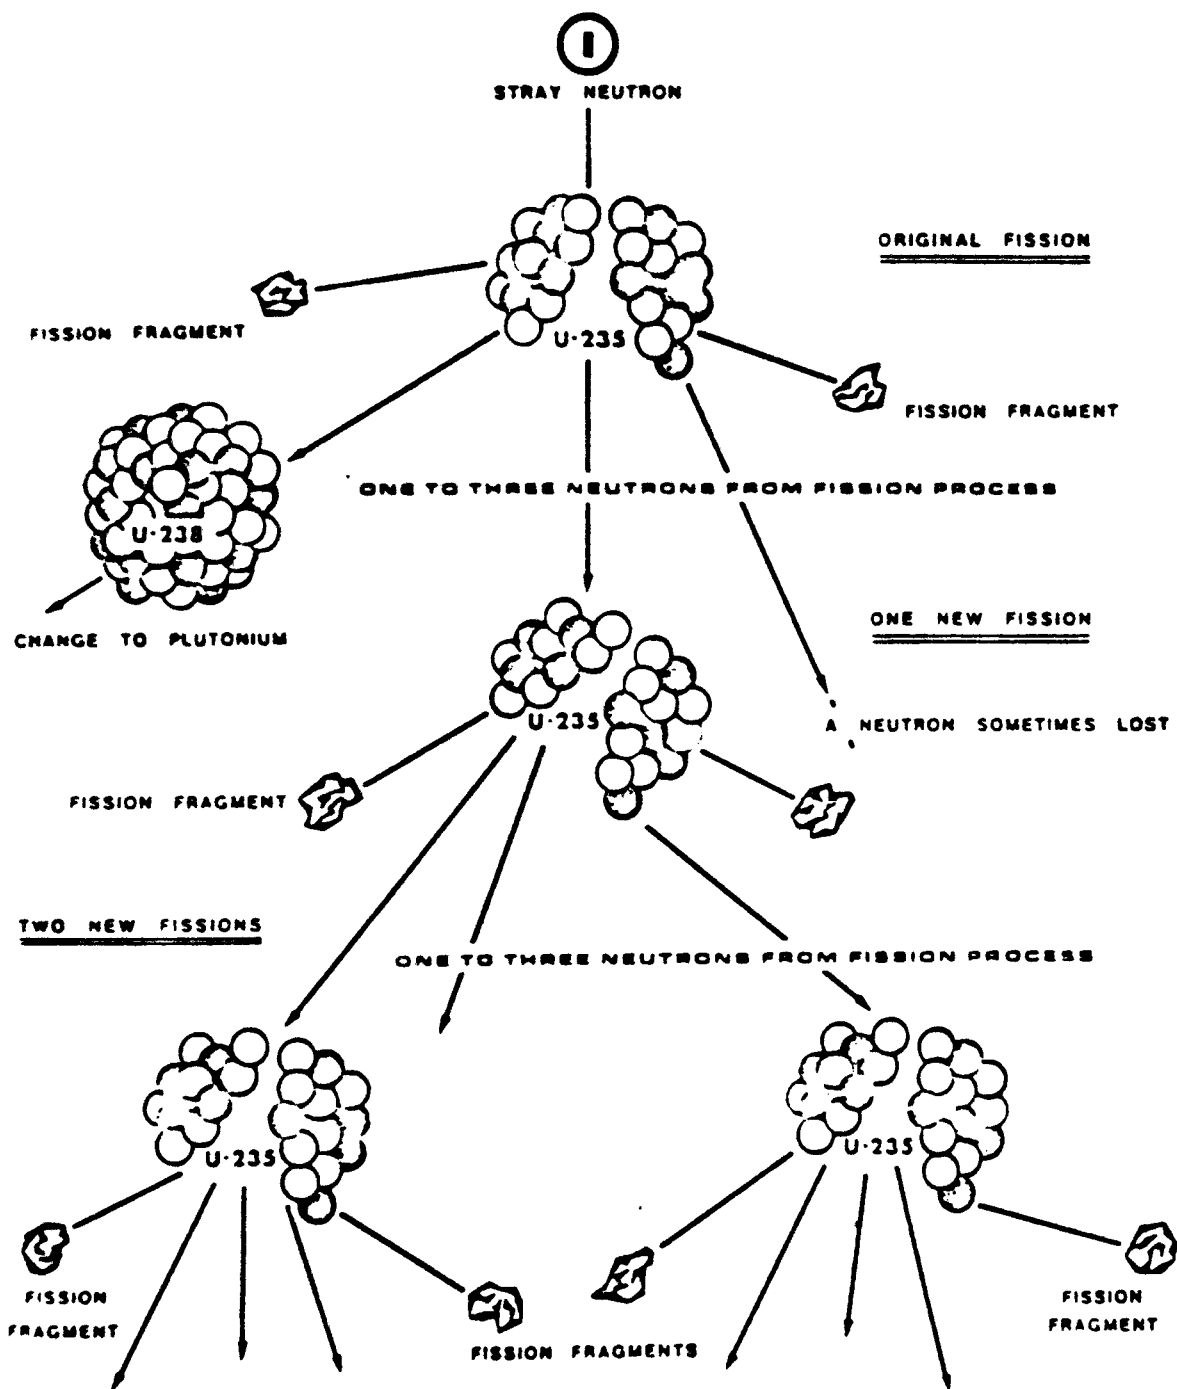 I
STRAY NEUTRON
ORIGINAL FISSION
FISSION FRAGMENT
U-235
FISSION FRAGMENT
ONE TO THREE NEUTRONS FROM FISSION PROCESS
U-238
ONE NEW FISSION
CHANGE TO PLUTONIUM
U-235
A NEUTRON SOMETIMES LOST
FISSION FRAGMENT
TWO NEW FISSIONS
ONE TO THREE NEUTRONS FROM FISSION PROCESS
U-235
U-235
FISSION
FRAGMENT
FISSION FRAGMENTS
FISSION
FRAGMENT